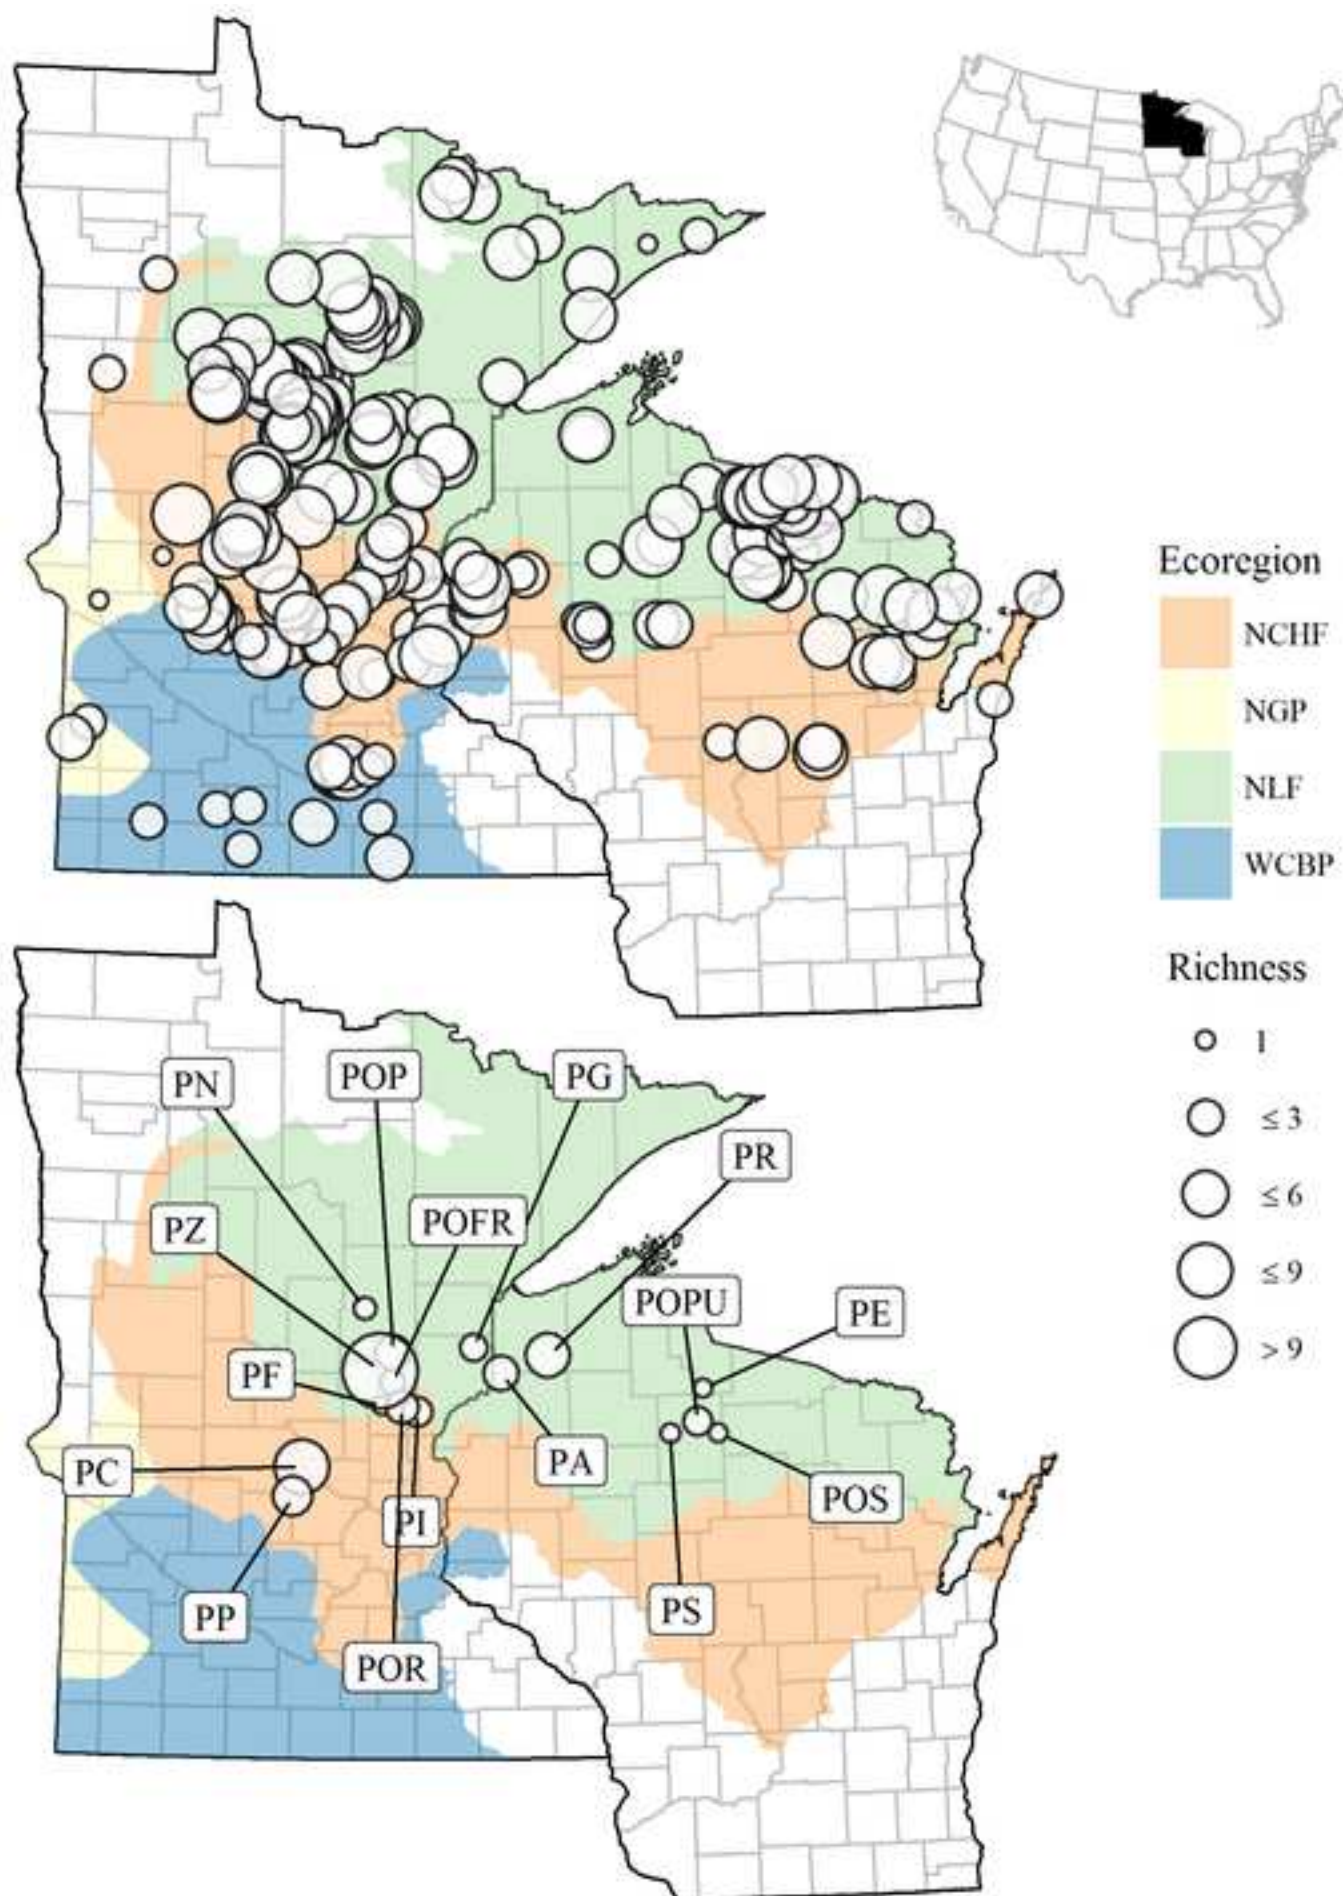 Ecoregion
NCHF
NGP
NLF
WCBP
Richness
1
≤ 3
≤ 6
≤ 9
> 9
PN
POP
PG
PR
PZ
POFR
POPU
PE
PF
PC
PA
POS
PI
PP
PS
POR